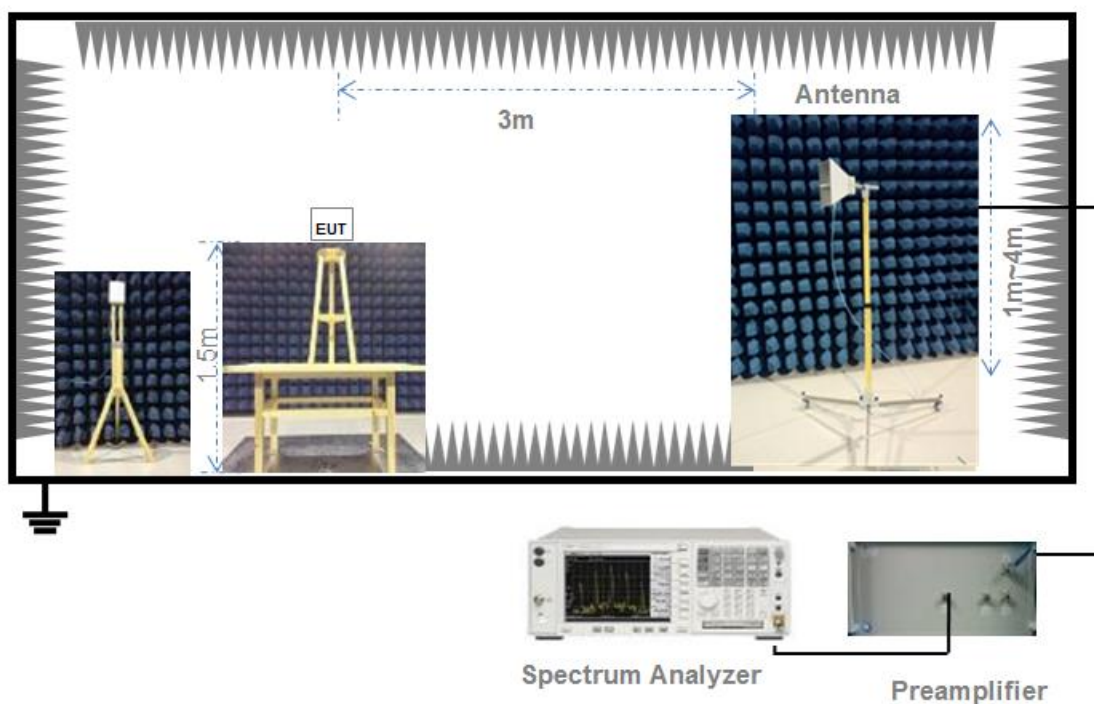 Antenna
3m
EUT
1.5m
1m~4m
Spectrum Analyzer
Preamplifier